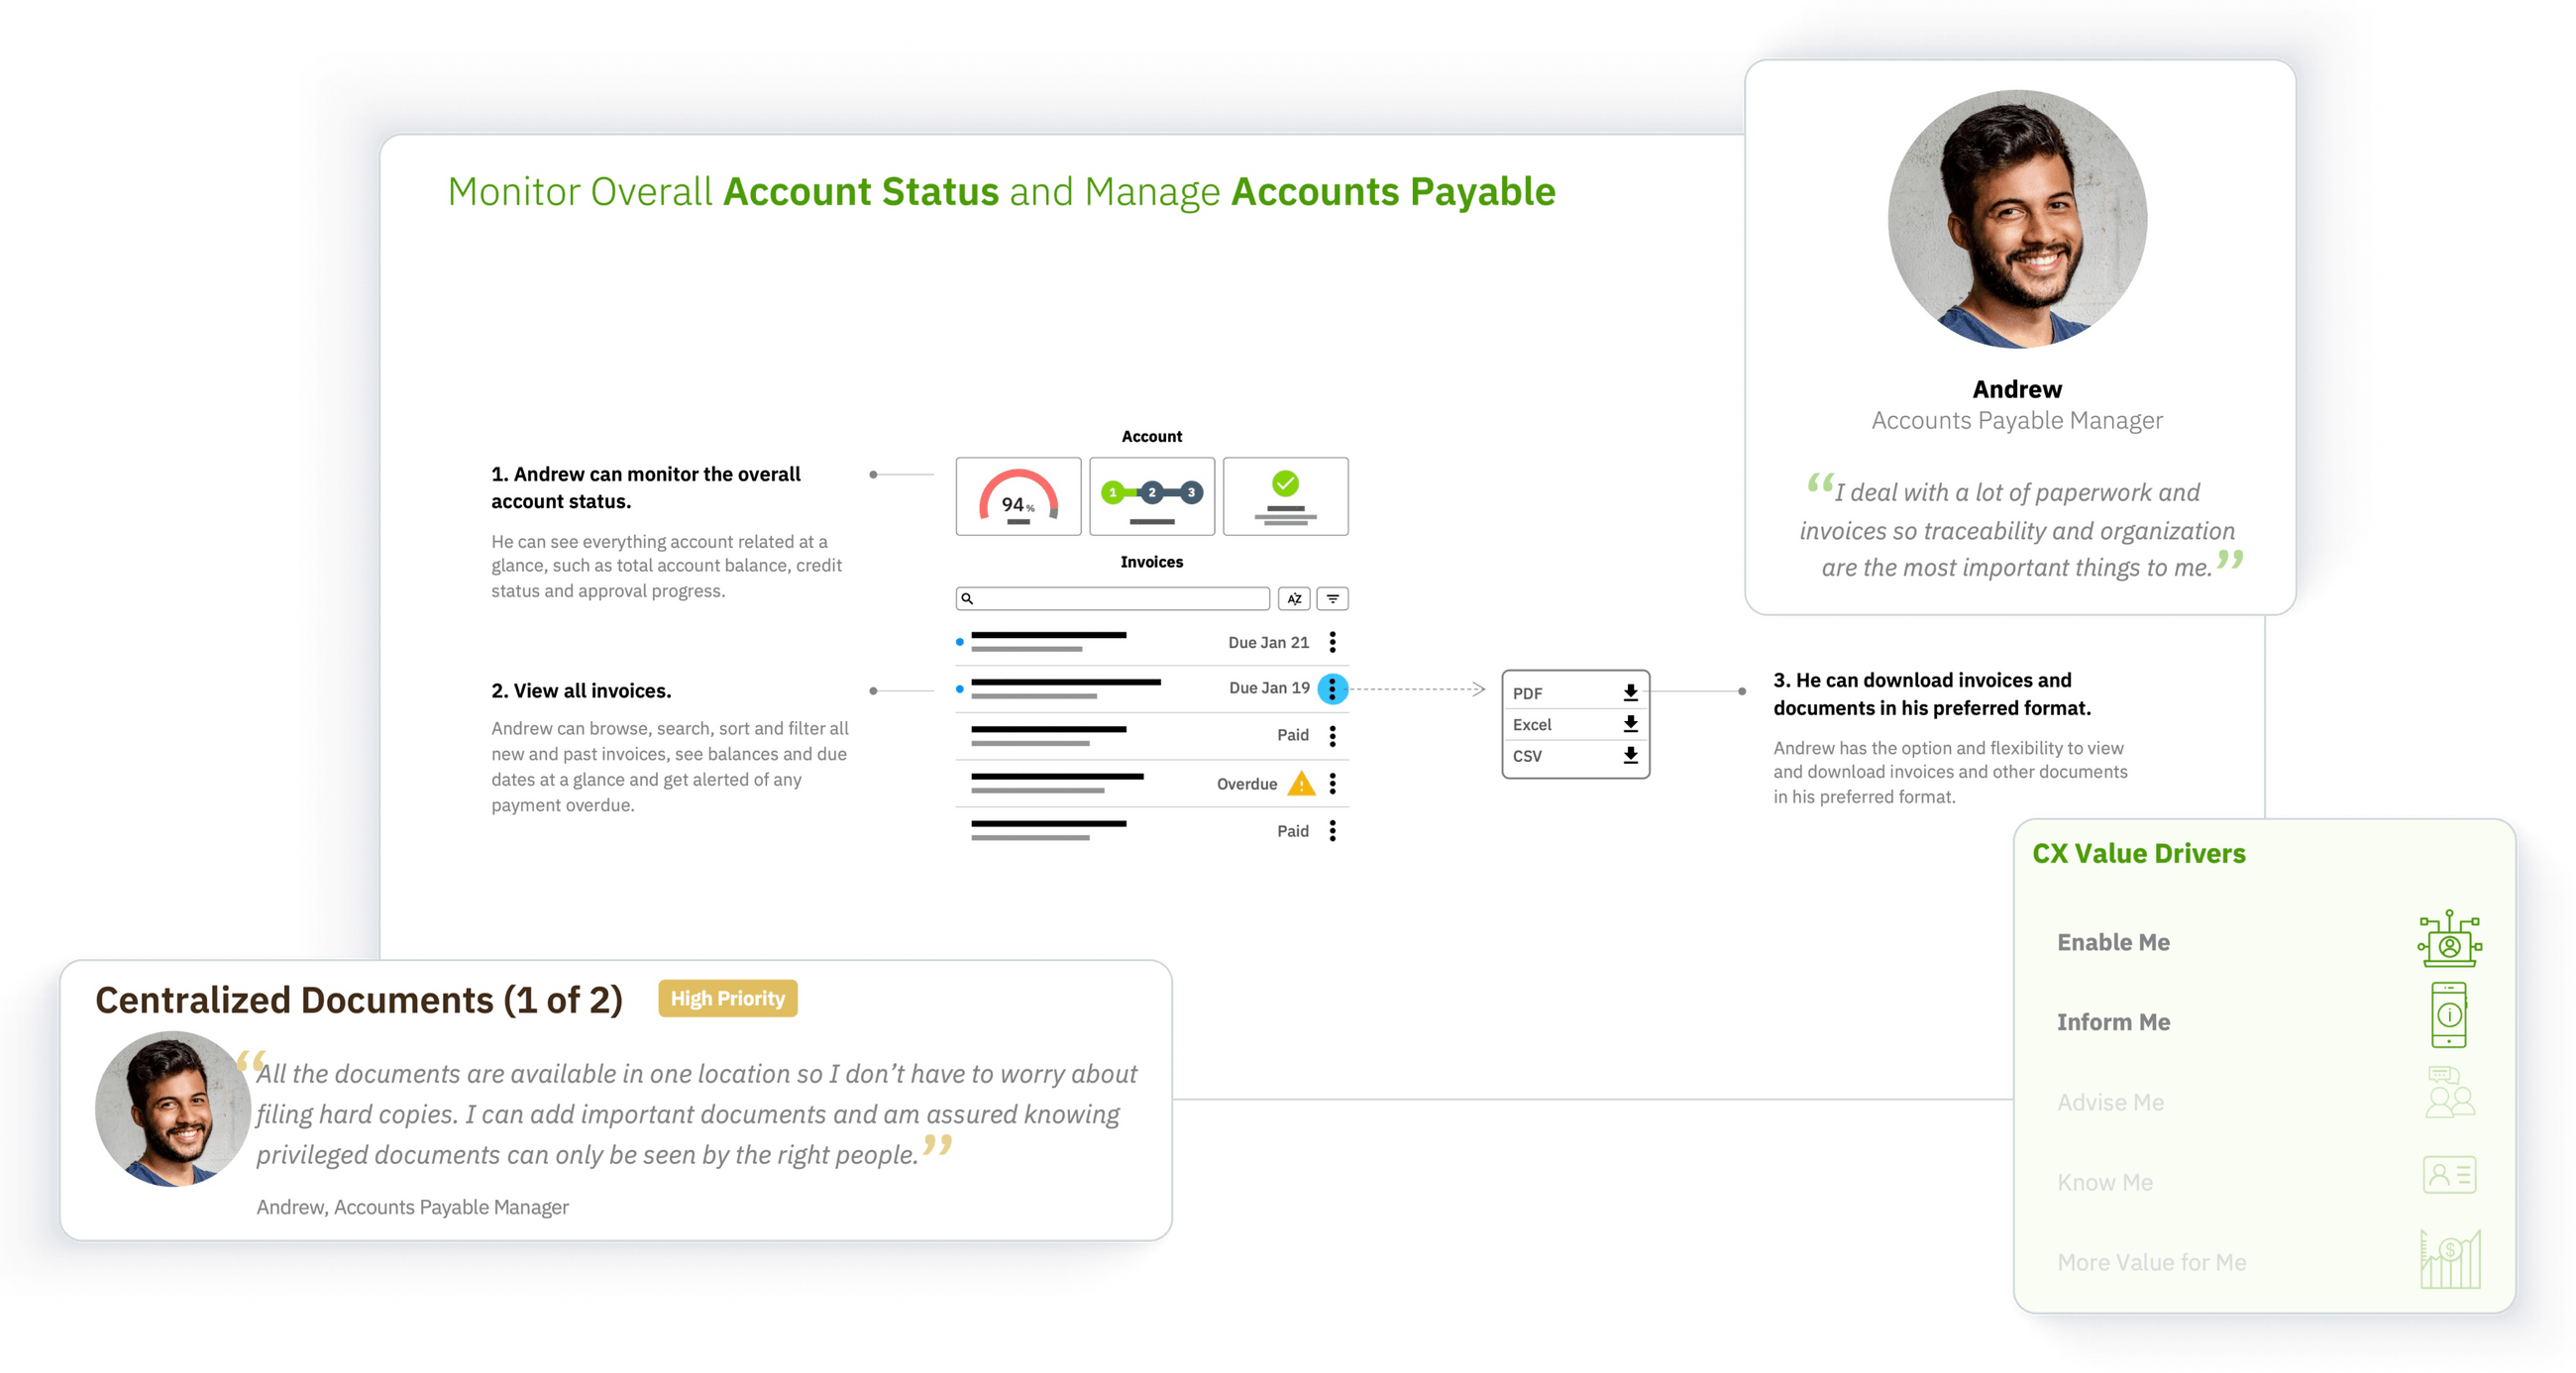 Monitor Overall Account Status and Manage Accounts Payable
Andrew
Accounts Payable Manager
“I deal with a lot of paperwork and
invoices so traceability and organization
are the most important things to me.”
1. Andrew can monitor the overall
account status.
He can see everything account related at a
glance, such as total account balance, credit
status and approval progress.
Account
94%
1 2 3
Invoices
AZ
Due Jan 21
Due Jan 19
Paid
Overdue
Paid
2. View all invoices.
Andrew can browse, search, sort and filter all
new and past invoices, see balances and due
dates at a glance and get alerted of any
payment overdue.
PDF
Excel
CSV
3. He can download invoices and
documents in his preferred format.
Andrew has the option and flexibility to view
and download invoices and other documents
in his preferred format.
CX Value Drivers
Enable Me
Inform Me
Advise Me
Know Me
More Value for Me
Centralized Documents (1 of 2)
High Priority
“All the documents are available in one location so I don’t have to worry about
filing hard copies. I can add important documents and am assured knowing
privileged documents can only be seen by the right people.”
Andrew, Accounts Payable Manager